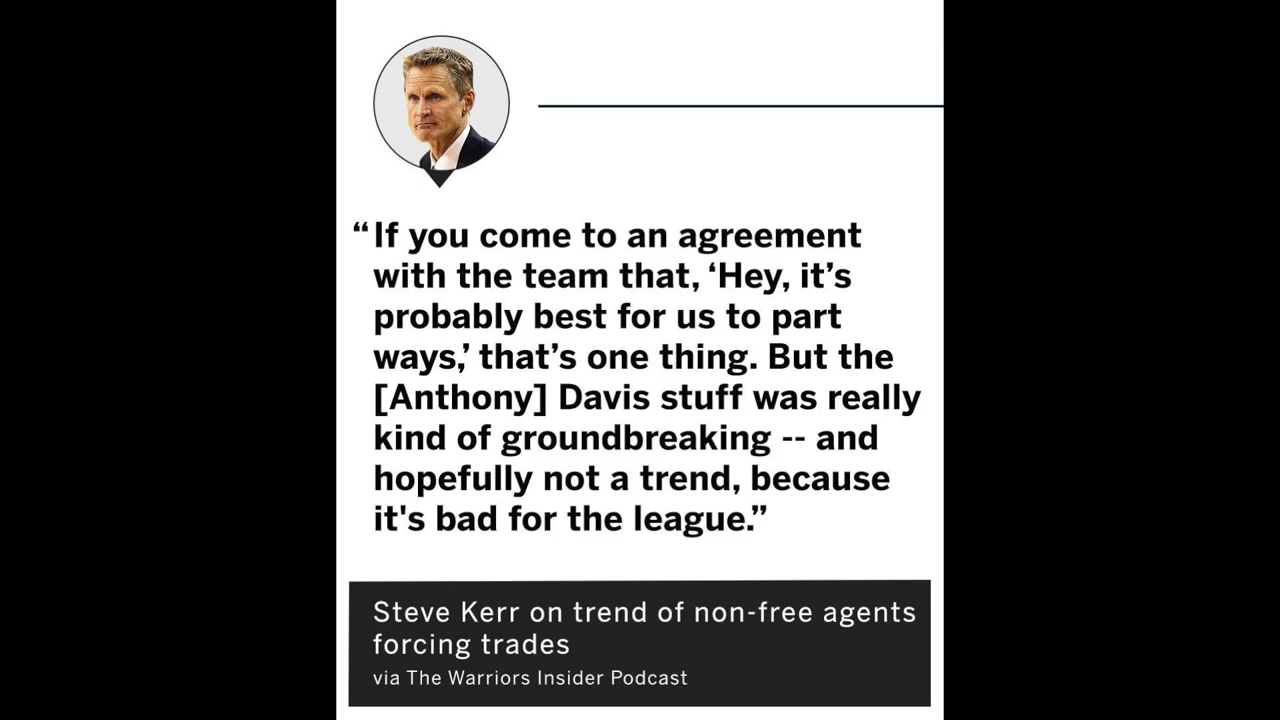 “If you come to an agreement
with the team that, ‘Hey, it’s
probably best for us to part
ways,’ that’s one thing. But the
[Anthony] Davis stuff was really
kind of groundbreaking -- and
hopefully not a trend, because
it's bad for the league.”
Steve Kerr on trend of non-free agents
forcing trades
via The Warriors Insider Podcast